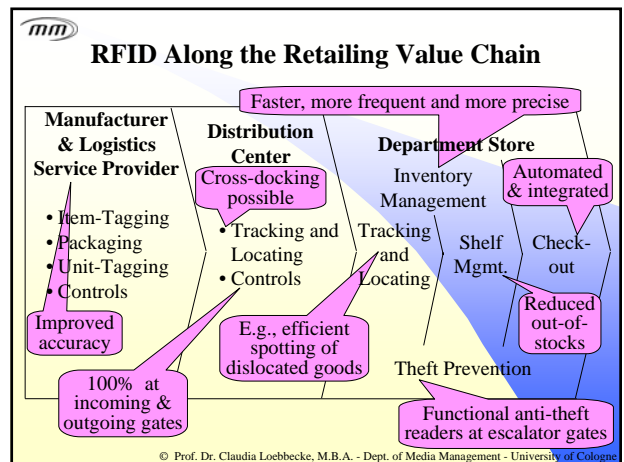 mm
RFID Along the Retailing Value Chain
Faster, more frequent and more precise
Manufacturer
& Logistics
Service Provider
• Item-Tagging
• Packaging
• Unit-Tagging
• Controls
Improved
accuracy
Distribution
Center
Cross-docking
possible
• Tracking and
Locating
• Controls
100% at
incoming &
outgoing gates
Department Store
Inventory
Management
Tracking
and
Locating
E.g., efficient
spotting of
dislocated goods
Shelf
Mgmt.
Reduced
out-of-
stocks
Automated
& integrated
Check-
out
Theft Prevention
Functional anti-theft
readers at escalator gates
© Prof. Dr. Claudia Loebbecke, M.B.A. - Dept. of Media Management - University of Cologne